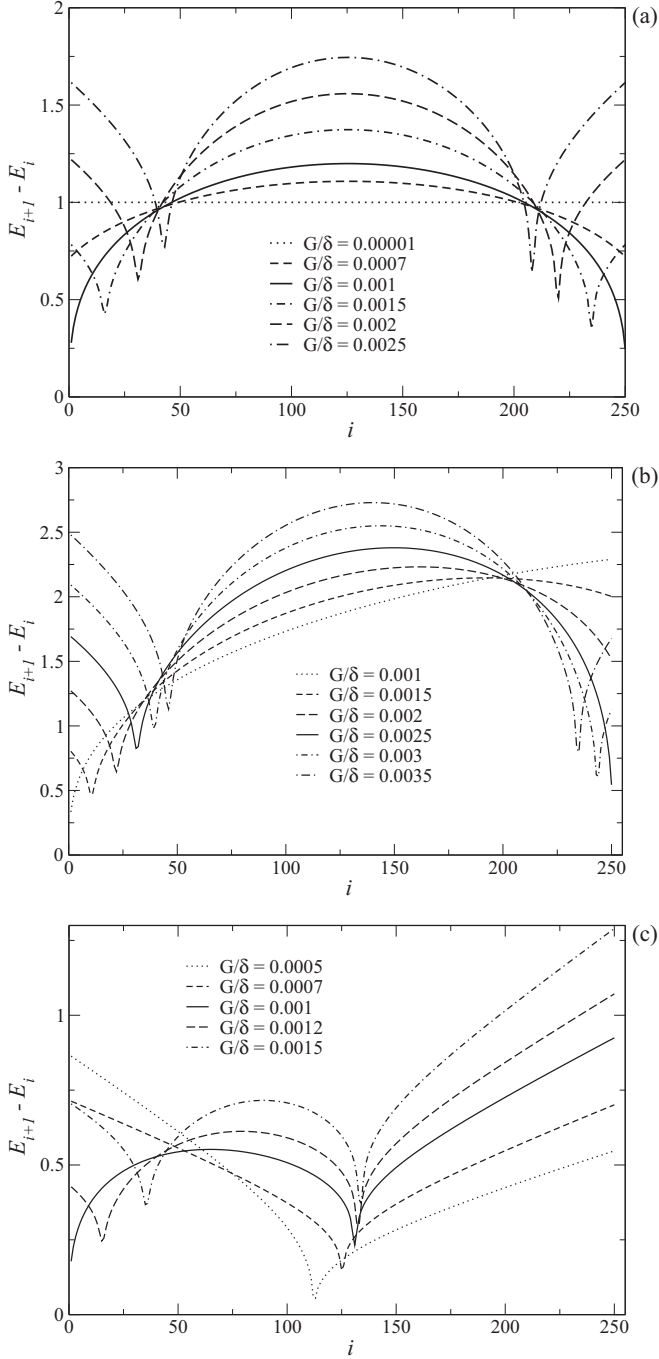 (a)
2
1.5
1
0.5
0
E_{i+1} - E_i
G/δ = 0.00001
G/δ = 0.0007
G/δ = 0.001
G/δ = 0.0015
G/δ = 0.002
G/δ = 0.0025
0 50 100 150 200 250
i
(b)
3
2.5
2
1.5
1
0.5
0
E_{i+1} - E_i
G/δ = 0.001
G/δ = 0.0015
G/δ = 0.002
G/δ = 0.0025
G/δ = 0.003
G/δ = 0.0035
0 50 100 150 200 250
i
(c)
1
0.5
0
E_{i+1} - E_i
G/δ = 0.0005
G/δ = 0.0007
G/δ = 0.001
G/δ = 0.0012
G/δ = 0.0015
0 50 100 150 200 250
i